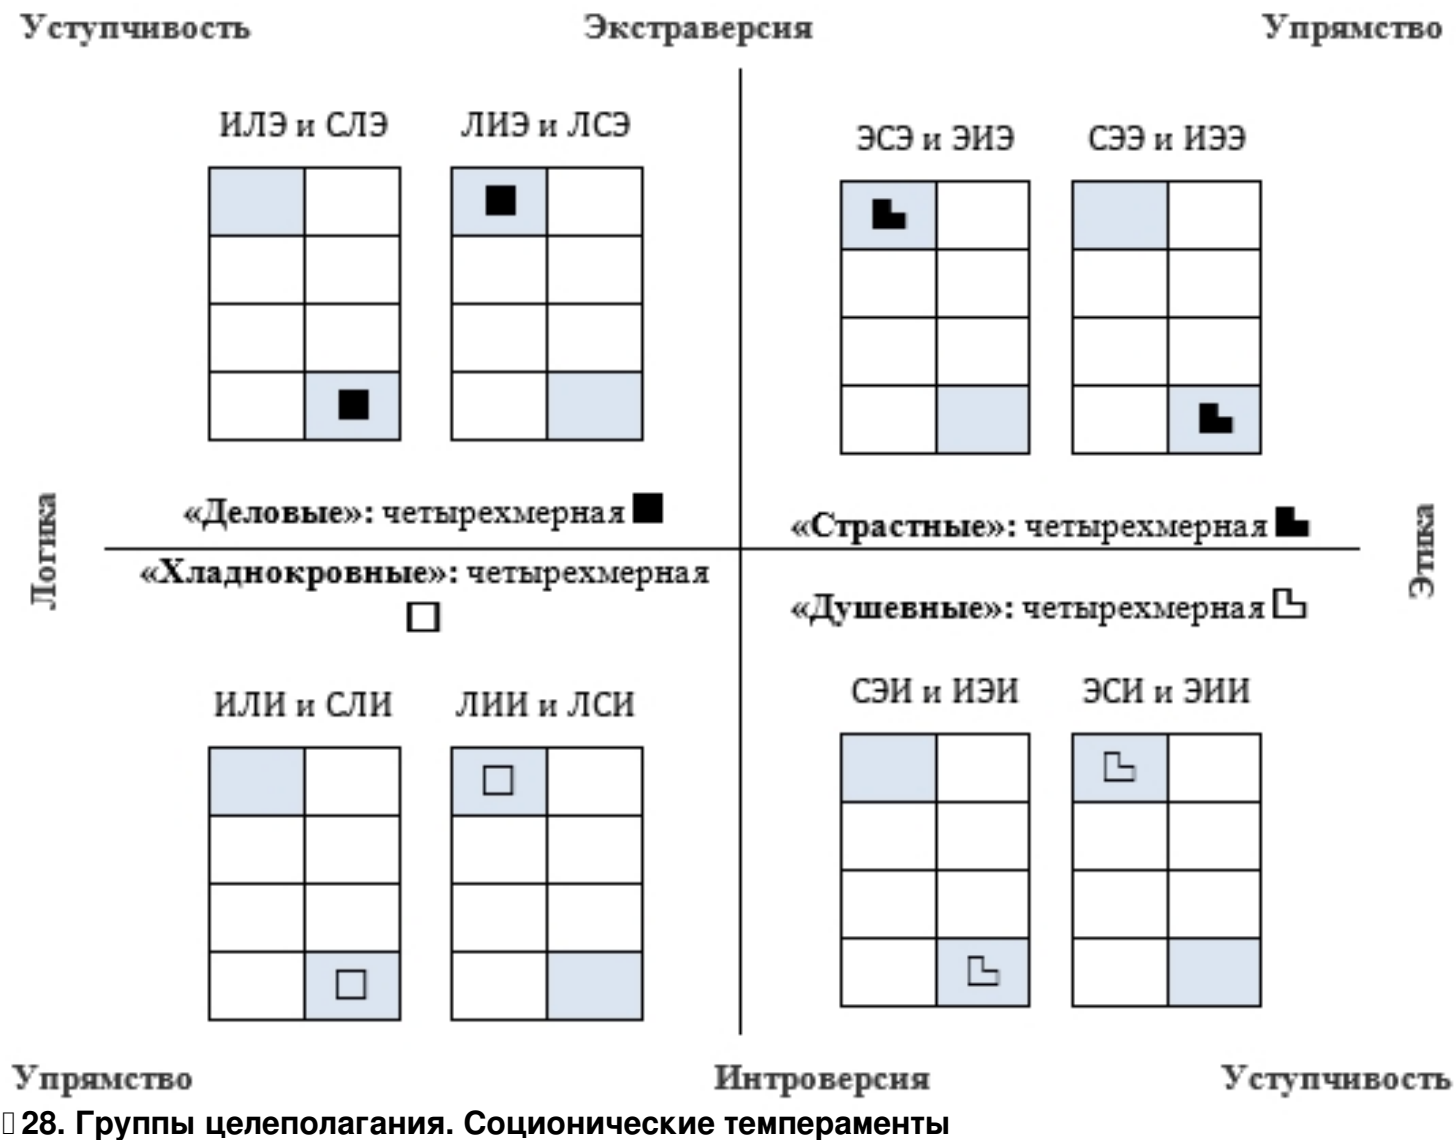 Уступчивость Экстраверсия Упрямство
ИЛЭ и СЛЭ ЛИЭ и ЛСЭ ЭСЭ и ЭИЭ СЭЭ и ИЭЭ
«Деловые»: четырехмерная
«Страстные»: четырехмерная
Логика
Этика
«Хладнокровные»: четырехмерная
«Душевные»: четырехмерная
ИЛИ и СЛИ ЛИИ и ЛСИ СЭИ и ИЭИ ЭСИ и ЭИИ
Упрямство Интроверсия Уступчивость
28. Группы целеполагания. Соционические темпераменты